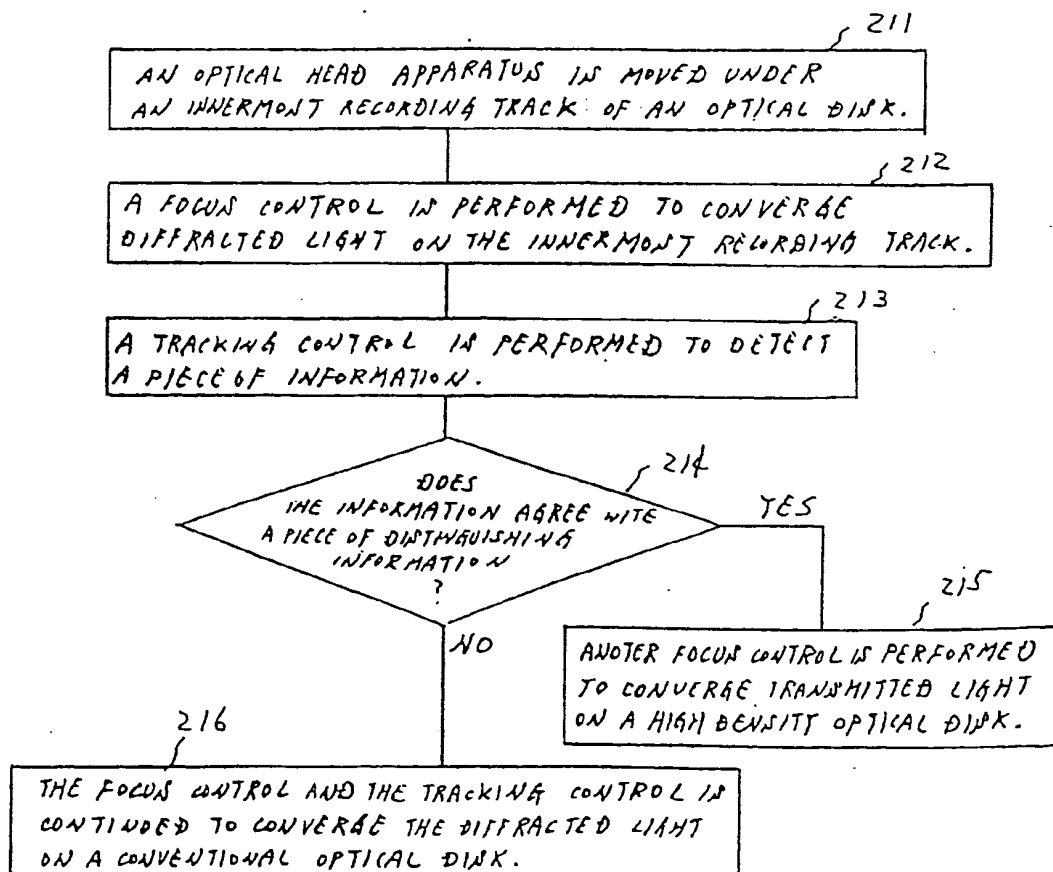 211
AN OPTICAL HEAD APPARATUS IS MOVED UNDER
AN INNERMOST RECORDING TRACK OF AN OPTICAL DISK.
212
A FOCUS CONTROL IS PERFORMED TO CONVERGE
DIFFRACTED LIGHT ON THE INNERMOST RECORDING TRACK.
213
A TRACKING CONTROL IS PERFORMED TO DETECT
A PIECE OF INFORMATION.
214
DOES
THE INFORMATION AGREE WITE
A PIECE OF DISTINGUISHING
INFORMATION
?
YES
NO
215
ANOTER FOCUS CONTROL IS PERFORMED
TO CONVERGE TRANSMITTED LIGHT
ON A HIGH DENSITY OPTICAL DISK.
216
THE FOCUS CONTROL AND THE TRACKING CONTROL IS
CONTINDED TO CONVERGE THE DIFFRACTED LIGHT
ON A CONVENTIONAL OPTICAL DISK.